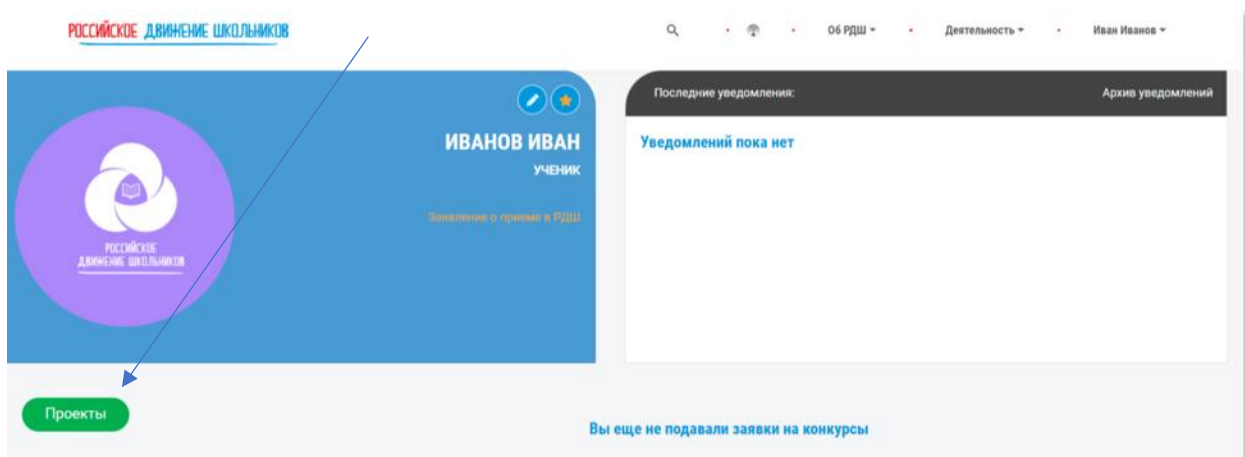 РОССИЙСКОЕ ДВИЖЕНИЕ ШКОЛЬНИКОВ
Об РДШ
Деятельность
Иван Иванов
Последние уведомления:
Архив уведомлений
ИВАНОВ ИВАН
УЧЕНИК
Заявление о приеме в РДШ
Уведомлений пока нет
РОССИЙСКОЕ
ДВИЖЕНИЕ ШКОЛЬНИКОВ
Проекты
Вы еще не подавали заявки на конкурсы